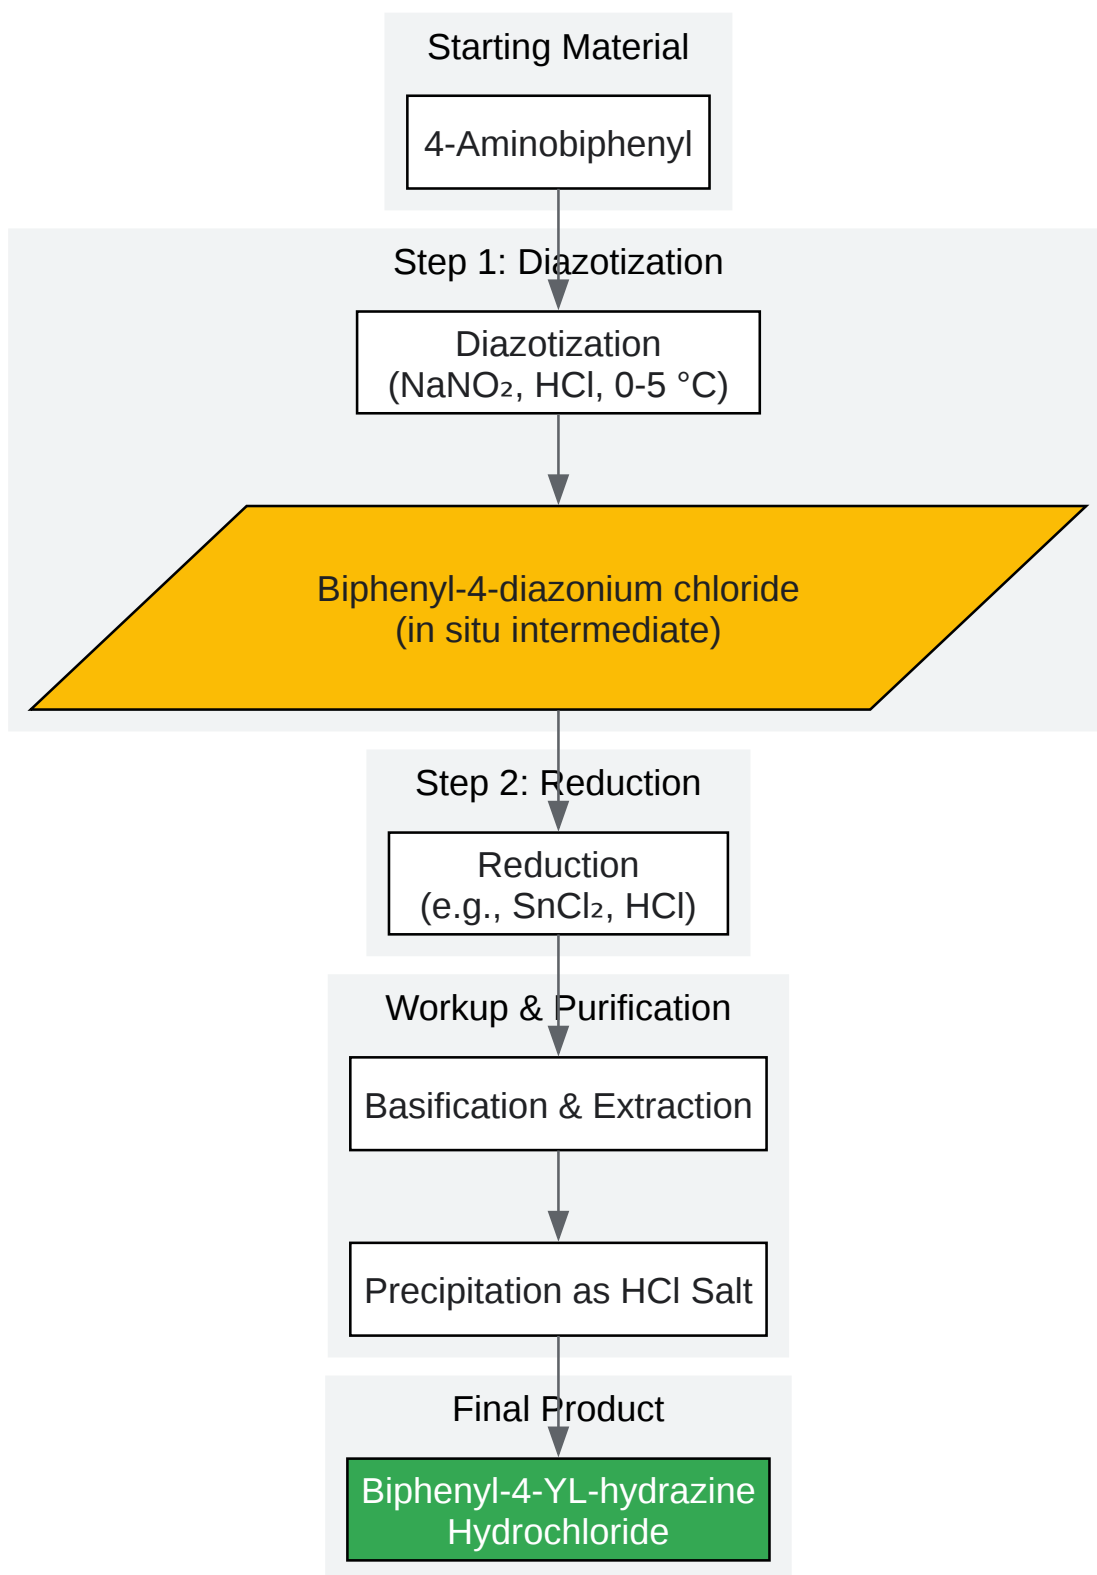 Starting Material
4-Aminobiphenyl
Step 1: Diazotization
Diazotization
(NaNO₂, HCl, 0-5 °C)
Biphenyl-4-diazonium chloride
(in situ intermediate)
Step 2: Reduction
Reduction
(e.g., SnCl₂, HCl)
Workup & Purification
Basification & Extraction
Precipitation as HCl Salt
Final Product
Biphenyl-4-YL-hydrazine
Hydrochloride